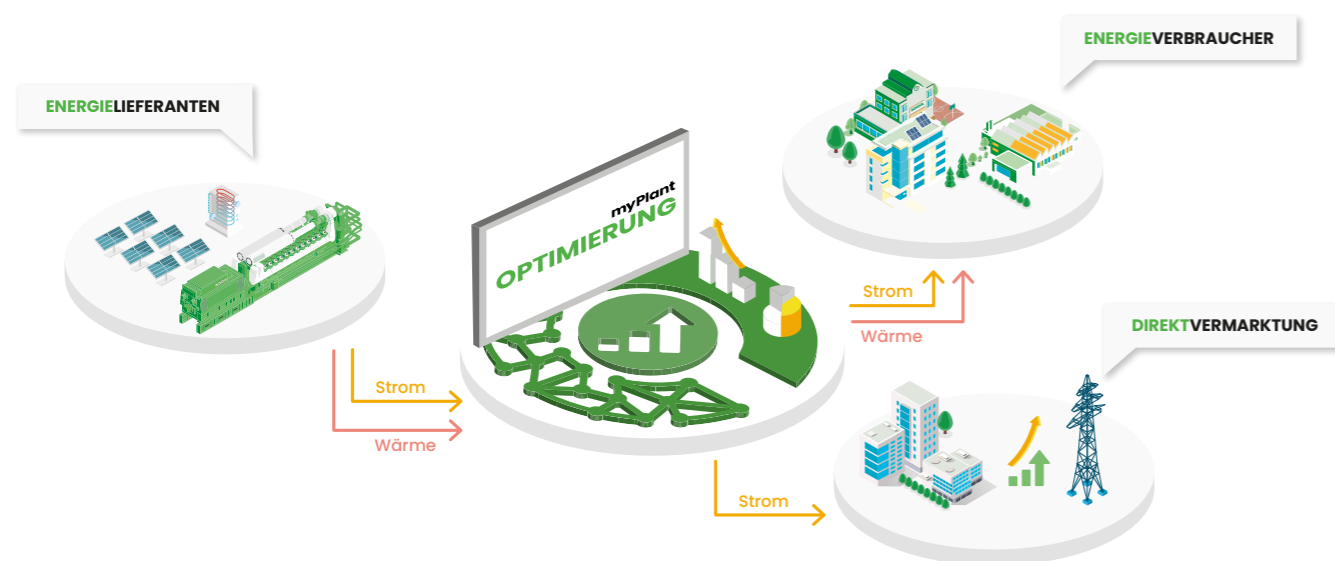 ENERGIELIEFERANTEN
ENERGIEVERBRAUCHER
myPlant
OPTIMIERUNG
Strom
Wärme
Strom
Wärme
DIREKTVERMARKTUNG
Strom